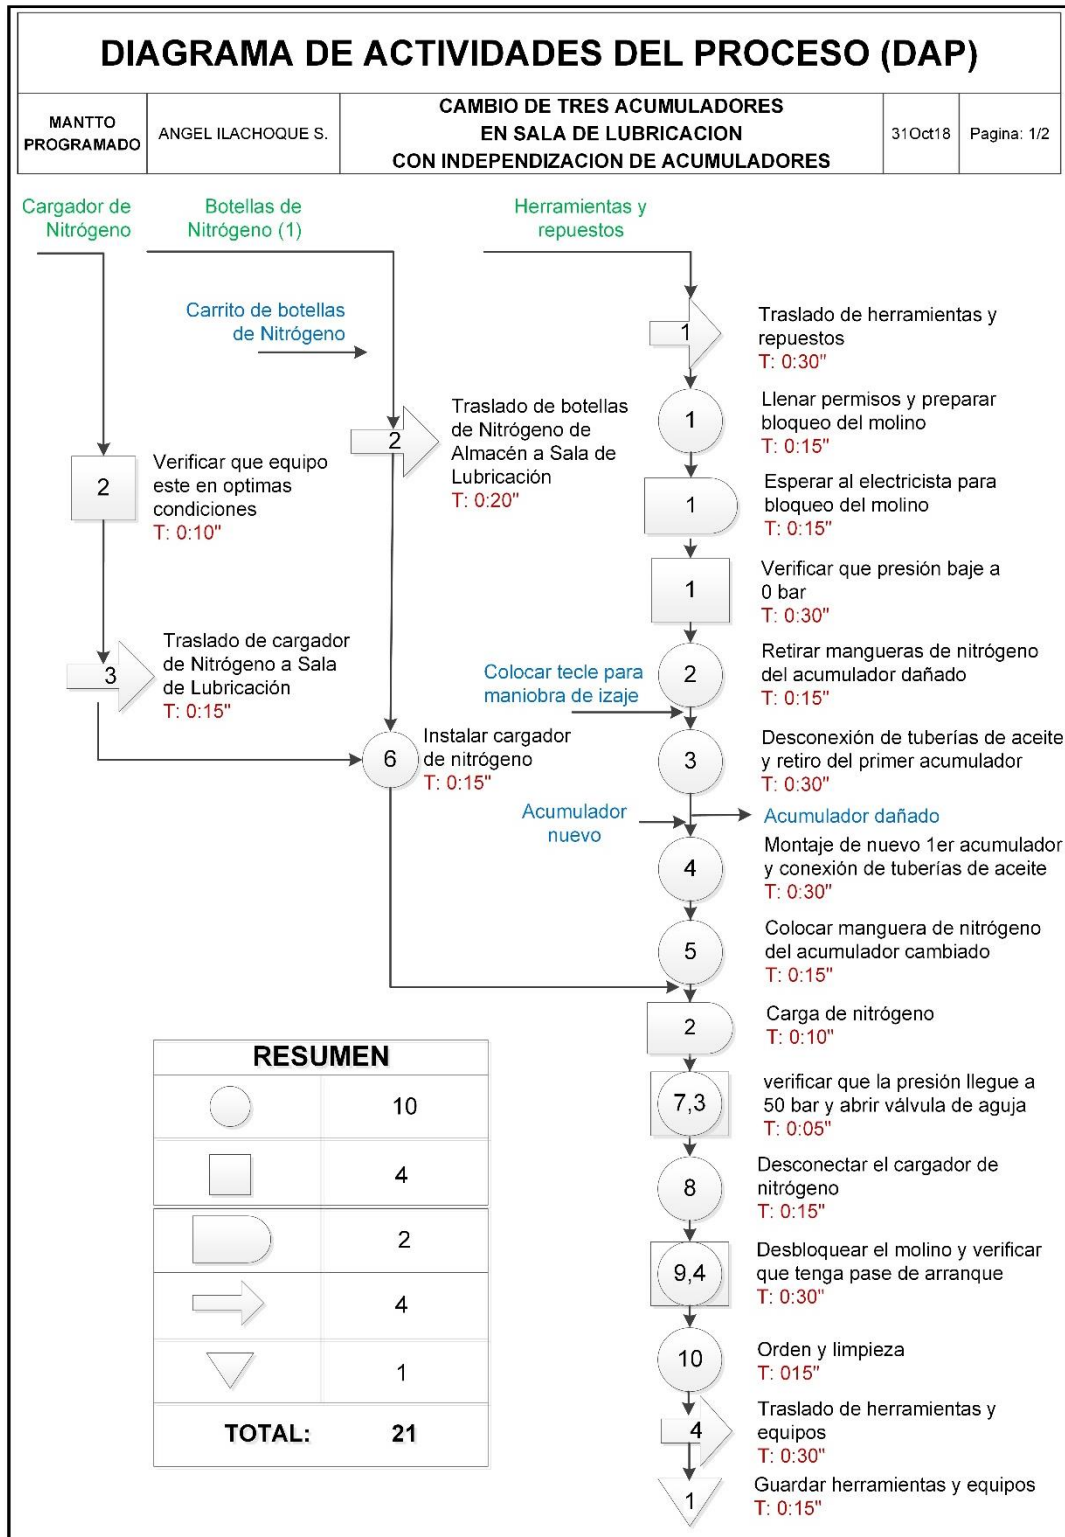 DIAGRAMA DE ACTIVIDADES DEL PROCESO (DAP)
MANTTO
PROGRAMADO
ANGEL ILACHOQUE S.
CAMBIO DE TRES ACUMULADORES
EN SALA DE LUBRICACION
CON INDEPENDIZACION DE ACUMULADORES
31Oct18
Pagina: 1/2
Cargador de
Nitrógeno
Botellas de
Nitrógeno (1)
Herramientas y
repuestos
Carrito de botellas
de Nitrógeno
1
Traslado de herramientas y
repuestos
T: 0:30"
1
Llenar permisos y preparar
bloqueo del molino
T: 0:15"
2
Traslado de botellas
de Nitrógeno de
Almacén a Sala de
Lubricación
T: 0:20"
2
Verificar que equipo
este en optimas
condiciones
T: 0:10"
1
Esperar al electricista para
bloqueo del molino
T: 0:15"
1
Verificar que presión baje a
0 bar
T: 0:30"
3
Traslado de cargador
de Nitrógeno a Sala
de Lubricación
T: 0:15"
2
Retirar mangueras de nitrógeno
del acumulador dañado
T: 0:15"
Colocar tecle para
maniobra de izaje
6
Instalar cargador
de nitrógeno
T: 0:15"
3
Desconexión de tuberías de aceite
y retiro del primer acumulador
T: 0:30"
Acumulador
nuevo
Acumulador dañado
4
Montaje de nuevo 1er acumulador
y conexión de tuberías de aceite
T: 0:30"
5
Colocar manguera de nitrógeno
del acumulador cambiado
T: 0:15"
2
Carga de nitrógeno
T: 0:10"
7,3
verificar que la presión llegue a
50 bar y abrir válvula de aguja
T: 0:05"
8
Desconectar el cargador de
nitrógeno
T: 0:15"
9,4
Desbloquear el molino y verificar
que tenga pase de arranque
T: 0:30"
10
Orden y limpieza
T: 015"
4
Traslado de herramientas y
equipos
T: 0:30"
1
Guardar herramientas y equipos
T: 0:15"
RESUMEN
10
4
2
4
1
TOTAL: 21